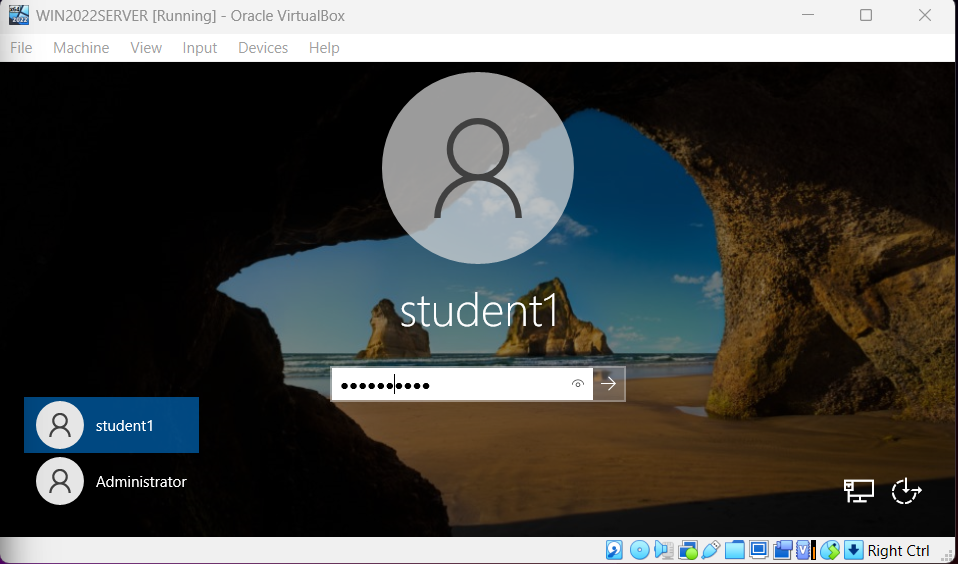 WIN2022SERVER [Running] - Oracle VirtualBox
File Machine View Input Devices Help
student1
student1
Administrator
Right Ctrl